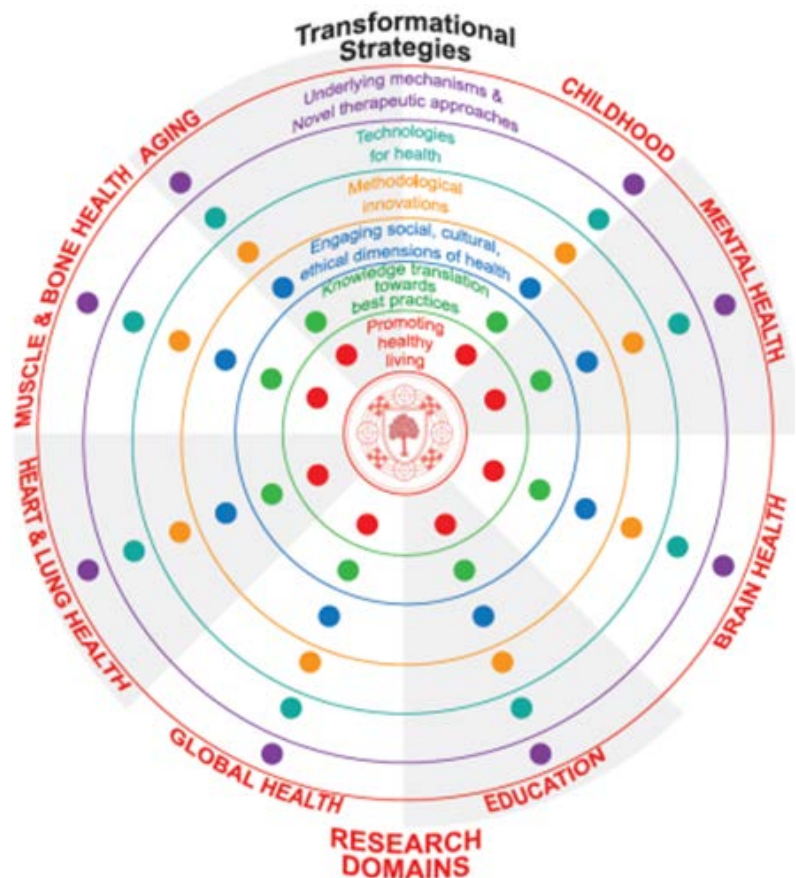 Transformational
Strategies
Underlying mechanisms &
Novel therapeutic approaches
Technologies
for health
Methodological
innovations
Engaging social, cultural,
ethical dimensions of health
Knowledge translation
towards
best practices
Promoting
healthy
living
CHILDHOOD
MENTAL HEALTH
BRAIN HEALTH
EDUCATION
GLOBAL HEALTH
HEART & LUNG HEALTH
MUSCLE & BONE HEALTH
AGING
RESEARCH
DOMAINS